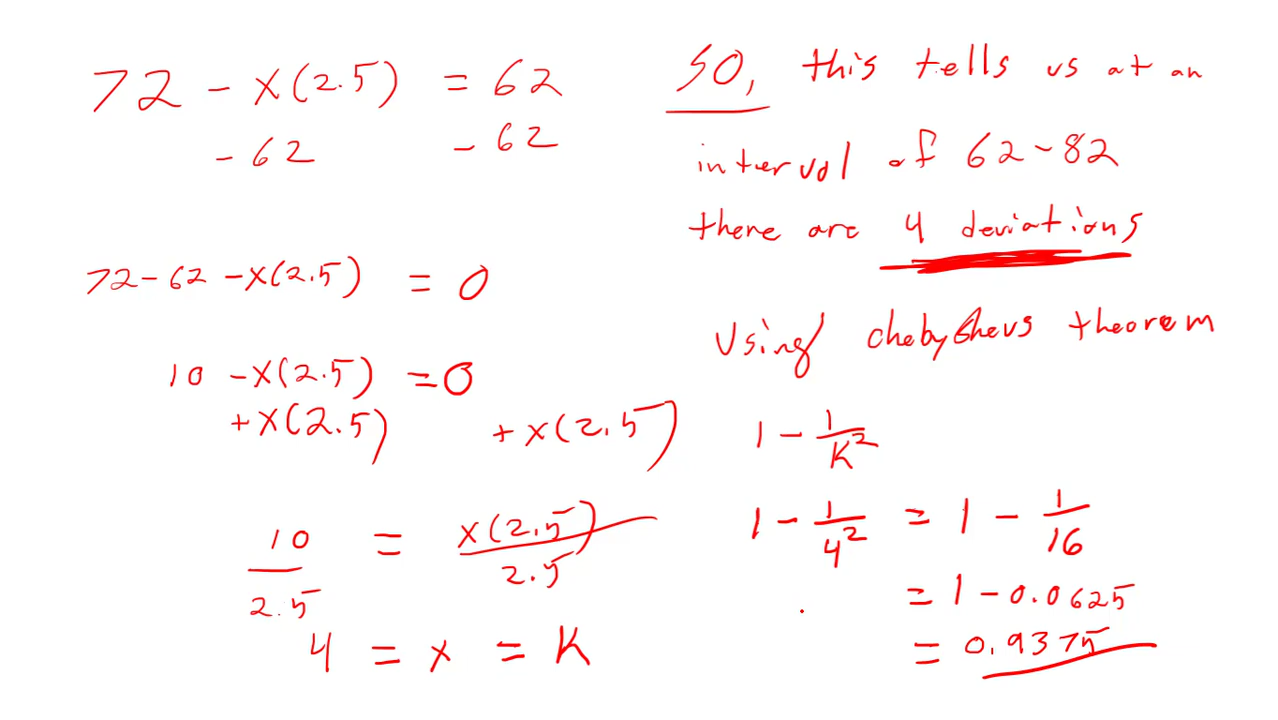 72 - x(2.5) = 62
- 62 - 62
72 - 62 - x(2.5) = 0
10 - x(2.5) = 0
+ x(2.5) + x(2.5)
10/2.5 = x(2.5)/2.5
4 = x = K
SO, this tells us at an
interval of 62-82
there are 4 deviations
Using chebyshevs theorem
1 - 1/K²
1 - 1/4² = 1 - 1/16
= 1 - 0.0625
= 0.9375